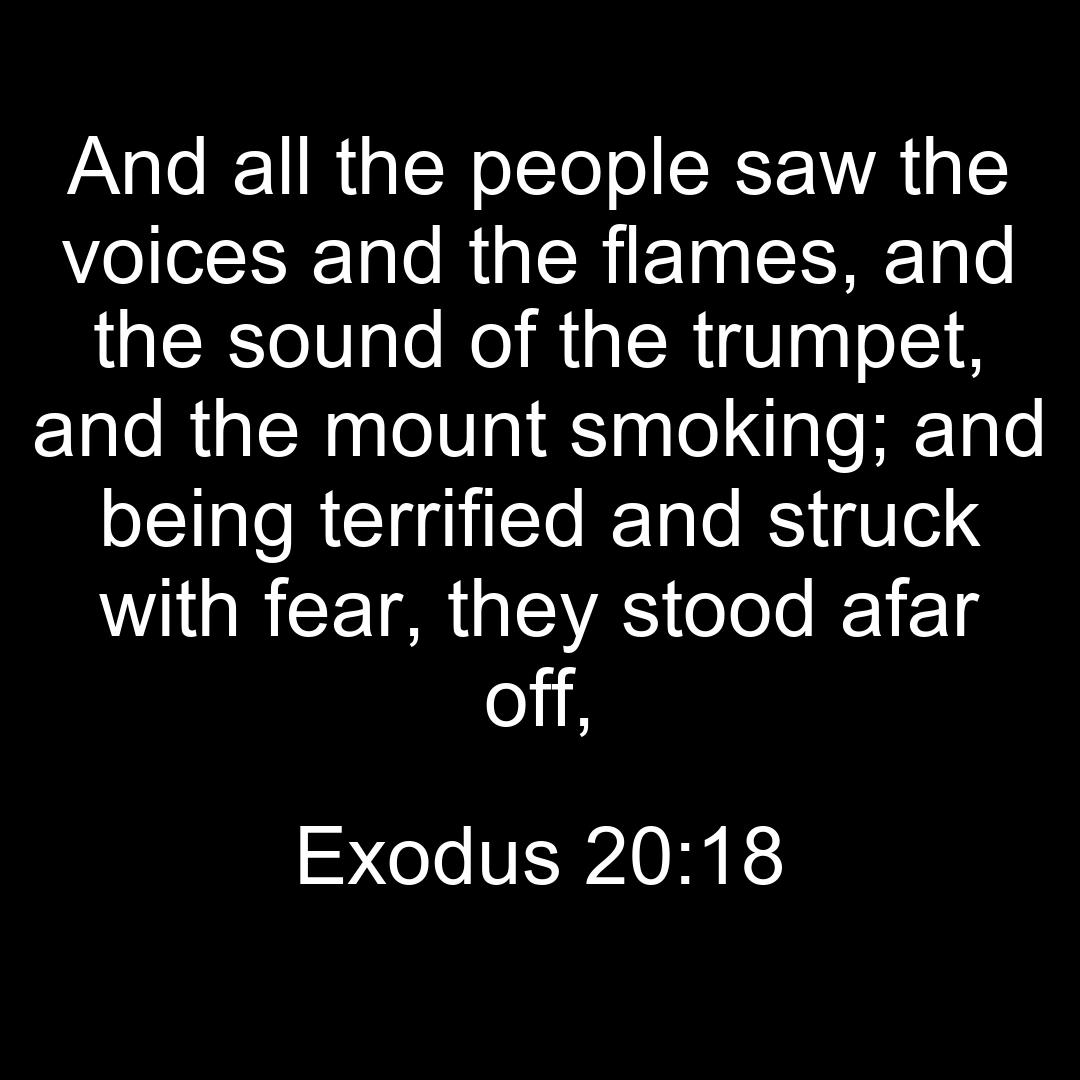 And all the people saw the
voices and the flames, and
the sound of the trumpet,
and the mount smoking; and
being terrified and struck
with fear, they stood afar
off,
Exodus 20:18